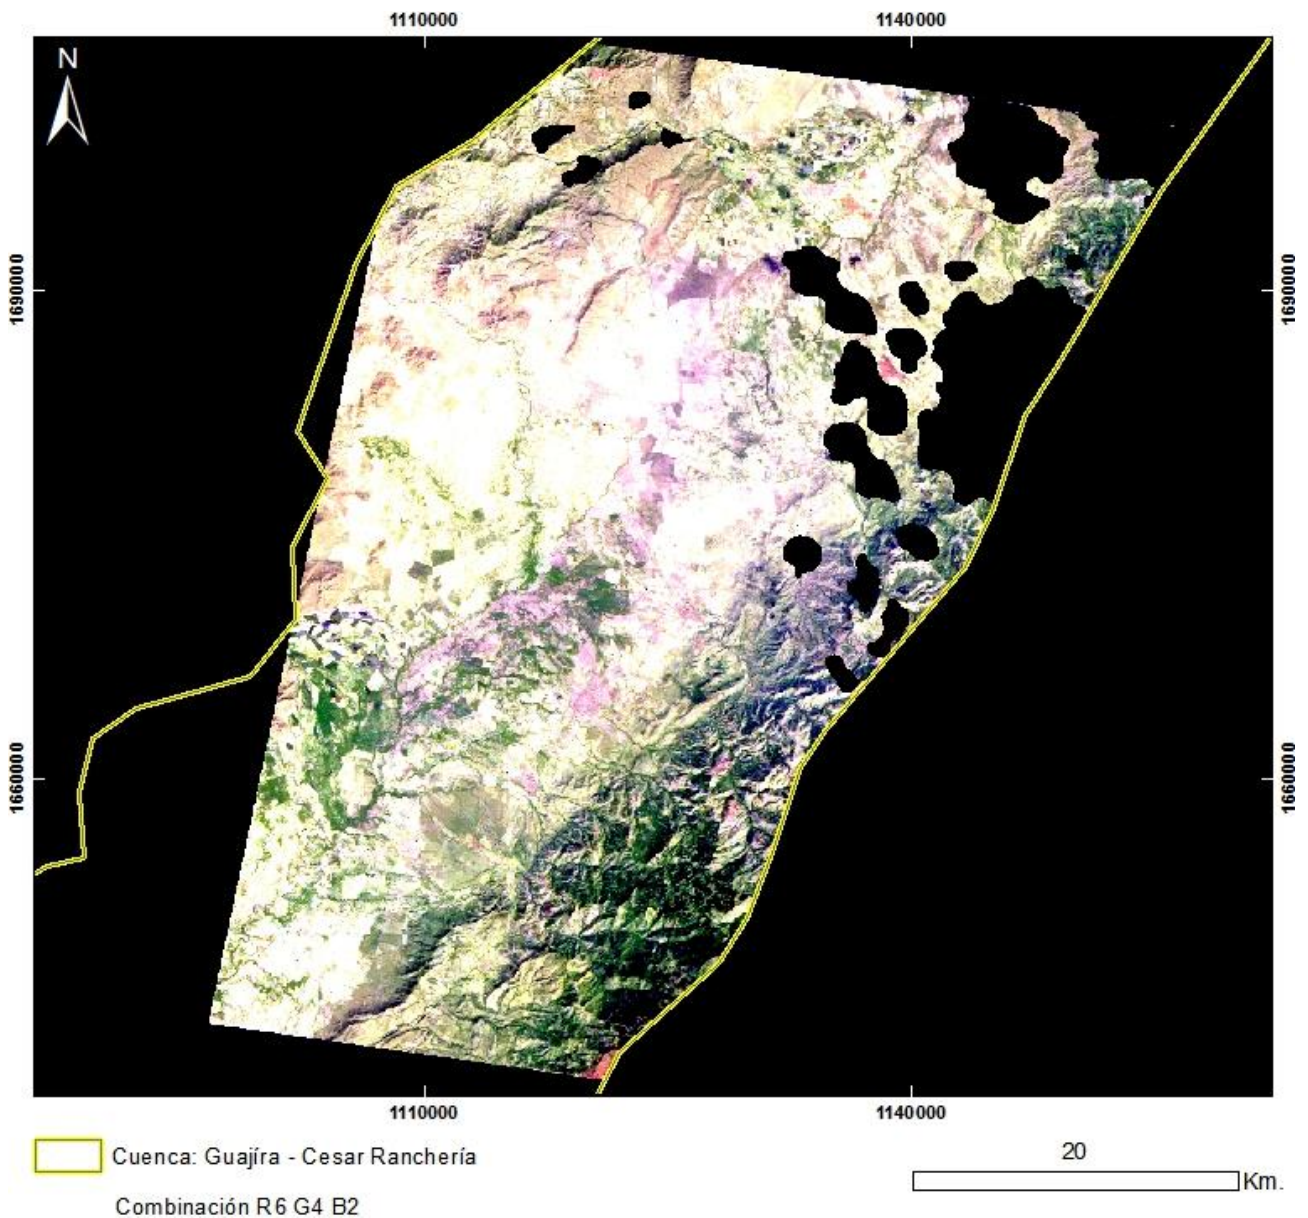 1110000 1140000
N
1690000 1690000
1660000 1660000
1110000 1140000
Cuenca: Guajíra - Cesar Ranchería
20
Km.
Combinación R6 G4 B2